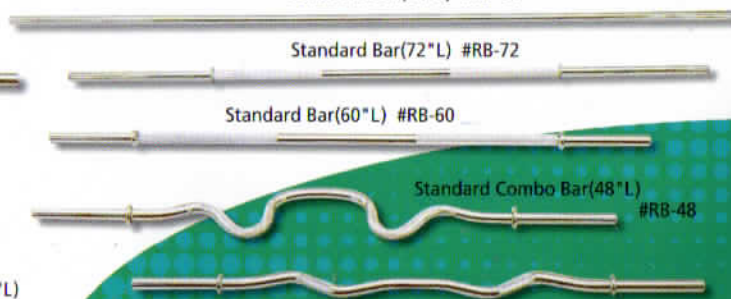 Standard Bar(72"L) #RB-72
Standard Bar(60"L) #RB-60
Standard Combo Bar(48"L)
#RB-48
"L)